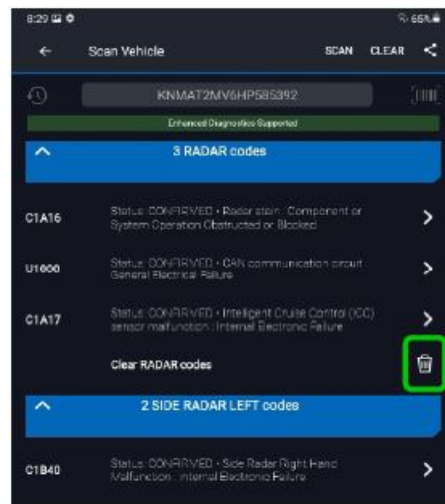 8:29 65%
Scan Vehicle SCAN CLEAR
KNMAT2MV6HP585392
Enhanced Diagnostics Supported
3 RADAR codes
C1A16 Status: CONFIRMED • Radar stain : Component or
System Operation Obstructed or Blocked
U1000 Status: CONFIRMED • CAN communication circuit
General Electrical Failure
C1A17 Status: CONFIRMED • Intelligent Cruise Control (ICC)
sensor malfunction : Internal Electronic Failure
Clear RADAR codes
2 SIDE RADAR LEFT codes
C1B40 Status: CONFIRMED • Side Radar Right Hand
Malfunction : Internal Electronic Failure